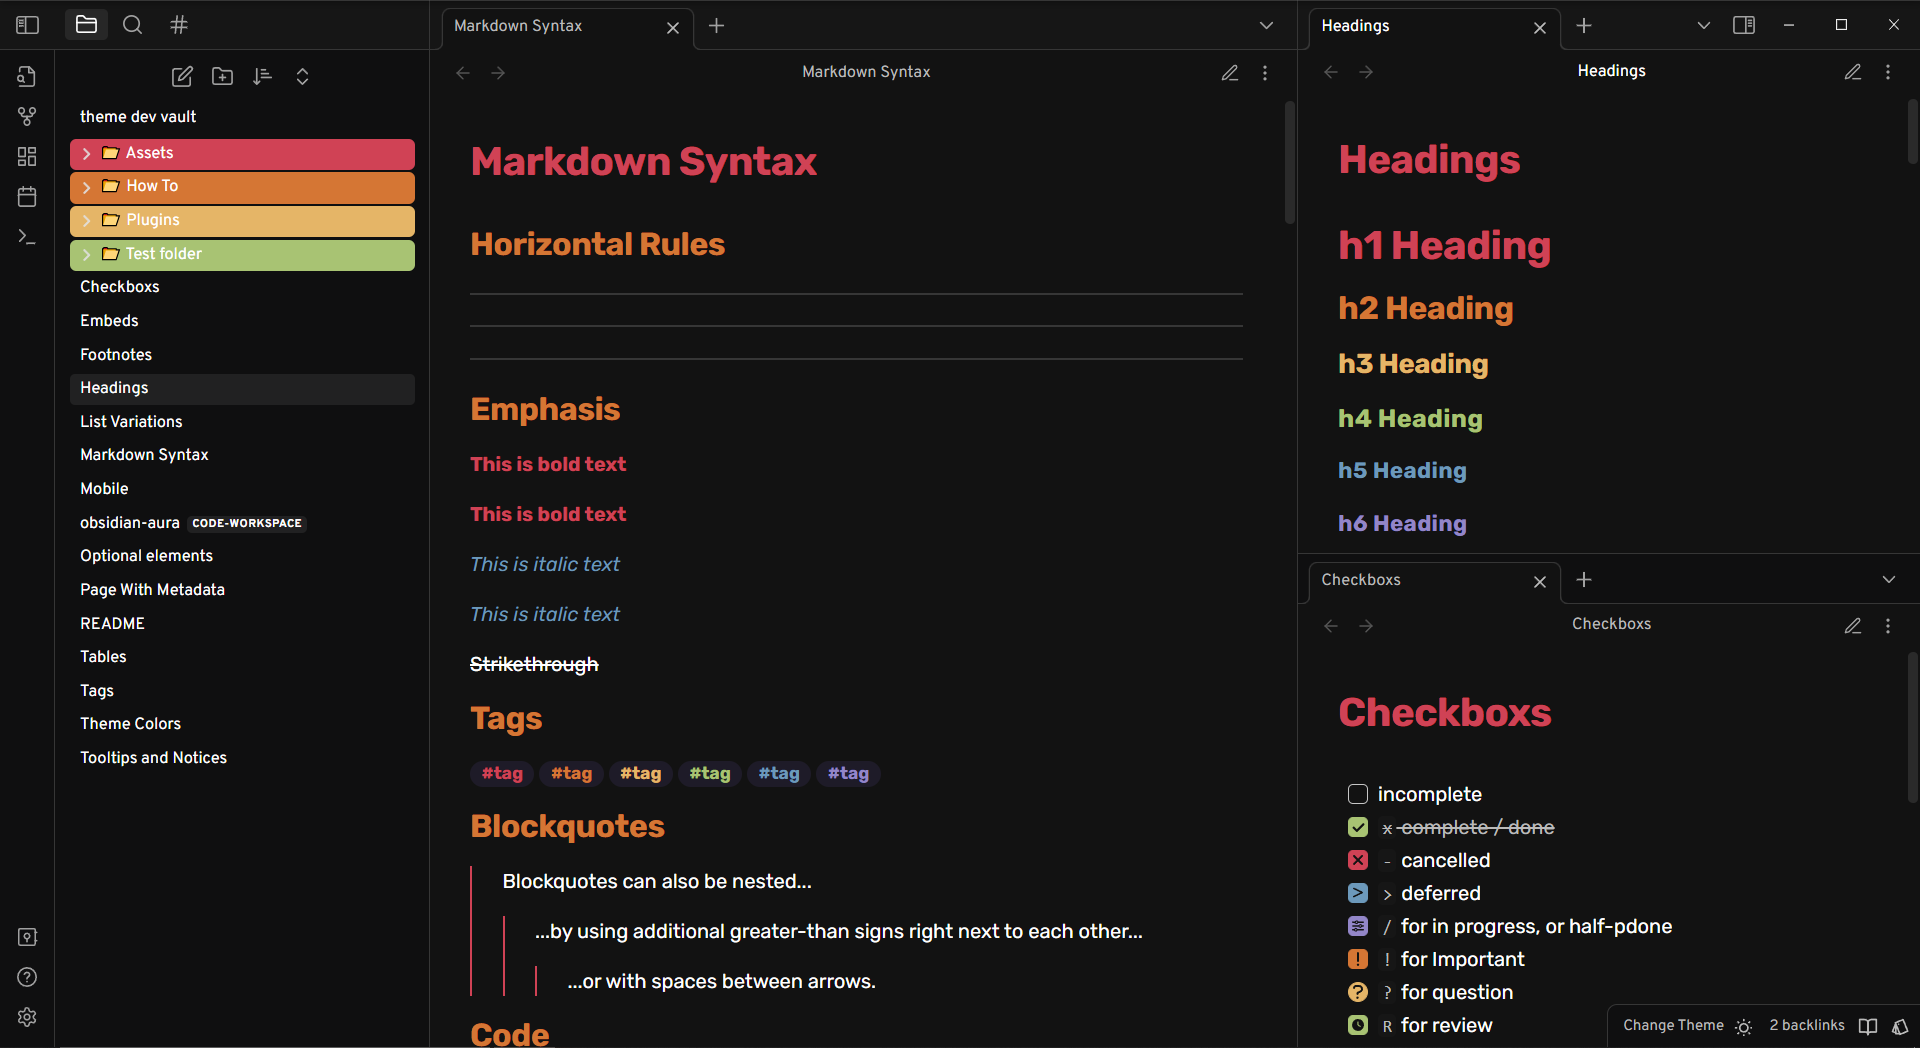 theme dev vault
Assets
How To
Plugins
Test folder
Checkboxs
Embeds
Footnotes
Headings
List Variations
Markdown Syntax
Mobile
obsidian-aura CODE-WORKSPACE
Optional elements
Page With Metadata
README
Tables
Tags
Theme Colors
Tooltips and Notices
Markdown Syntax
Markdown Syntax
Markdown Syntax
Horizontal Rules
Emphasis
This is bold text
This is bold text
This is italic text
This is italic text
Strikethrough
Tags
#tag #tag #tag #tag #tag #tag
Blockquotes
Blockquotes can also be nested...
...by using additional greater-than signs right next to each other...
...or with spaces between arrows.
Code
Headings
Headings
Headings
h1 Heading
h2 Heading
h3 Heading
h4 Heading
h5 Heading
h6 Heading
Checkboxs
Checkboxs
Checkboxs
incomplete
x complete / done
- cancelled
> deferred
/ for in progress, or half-pdone
! for Important
? for question
R for review
Change Theme 2 backlinks